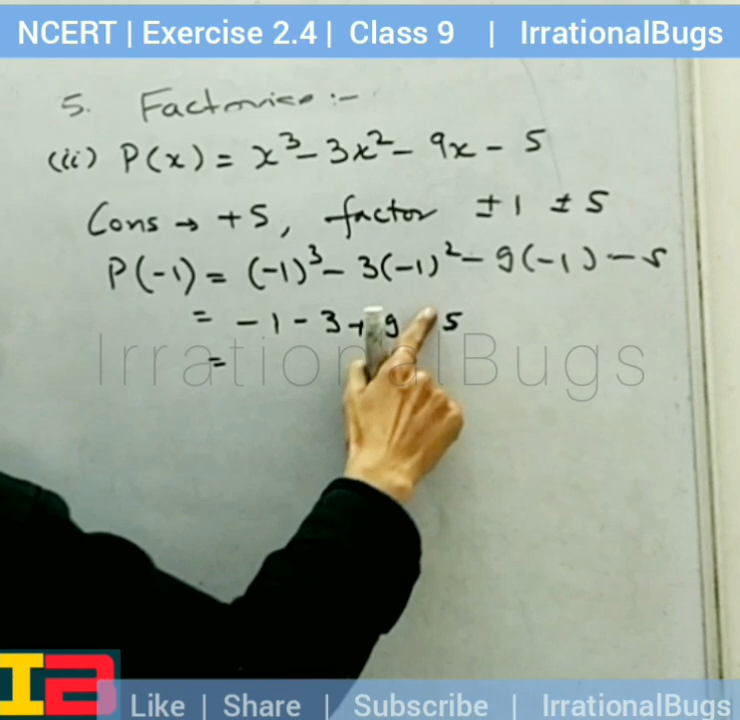 NCERT | Exercise 2.4 | Class 9 | IrrationalBugs
5. Factorise :-
(ii) P(x) = x³ - 3x² - 9x - 5
Cons → +5, factor ±1 ±5
P(-1) = (-1)³ - 3(-1)² - 9(-1) - 5
= -1 - 3 + 9 5
=
IrrationalBugs
Like | Share | Subscribe | IrrationalBugs